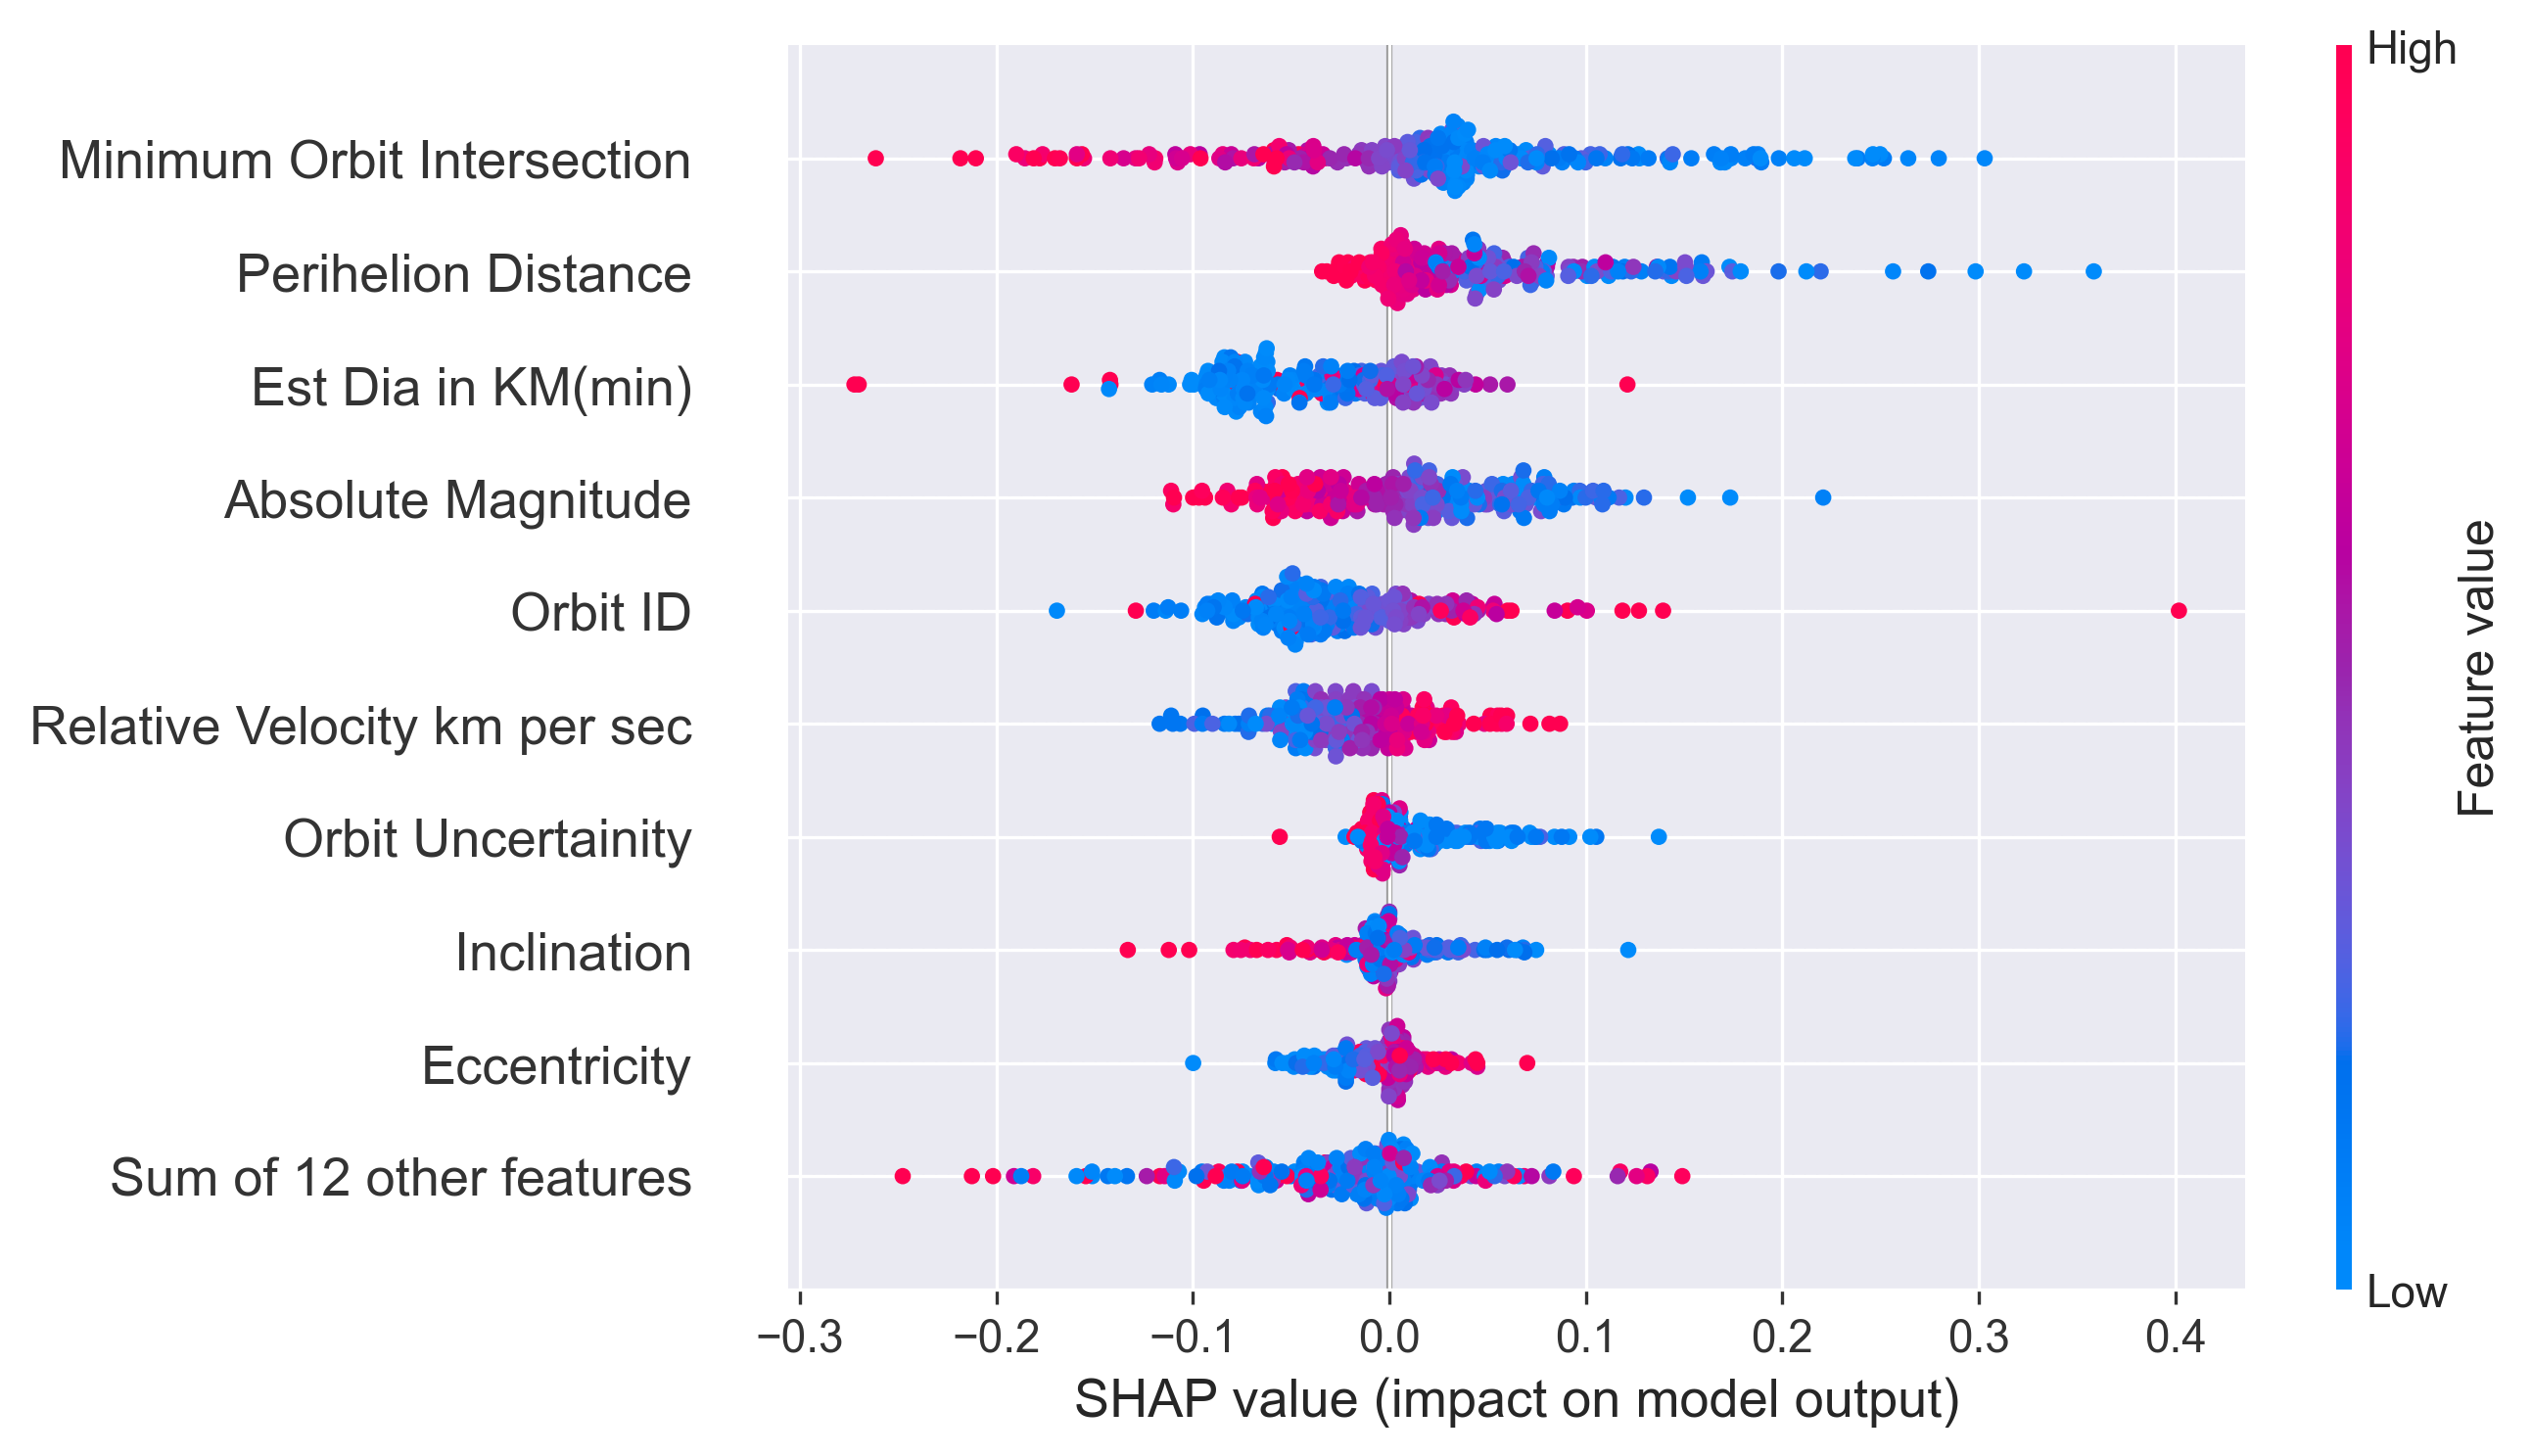 High
Minimum Orbit Intersection
Perihelion Distance
Est Dia in KM(min)
Absolute Magnitude
Orbit ID
Relative Velocity km per sec
Orbit Uncertainity
Inclination
Eccentricity
Sum of 12 other features
Feature value
Low
−0.3 −0.2 −0.1 0.0 0.1 0.2 0.3 0.4
SHAP value (impact on model output)